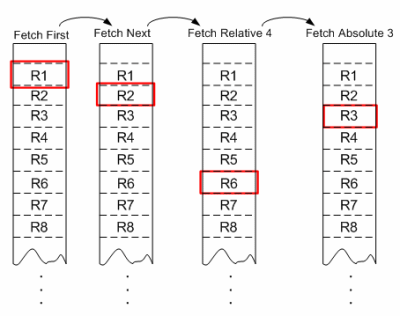 Fetch First Fetch Next Fetch Relative 4 Fetch Absolute 3
R1 R1 R1 R1
R2 R2 R2 R2
R3 R3 R3 R3
R4 R4 R4 R4
R5 R5 R5 R5
R6 R6 R6 R6
R7 R7 R7 R7
R8 R8 R8 R8